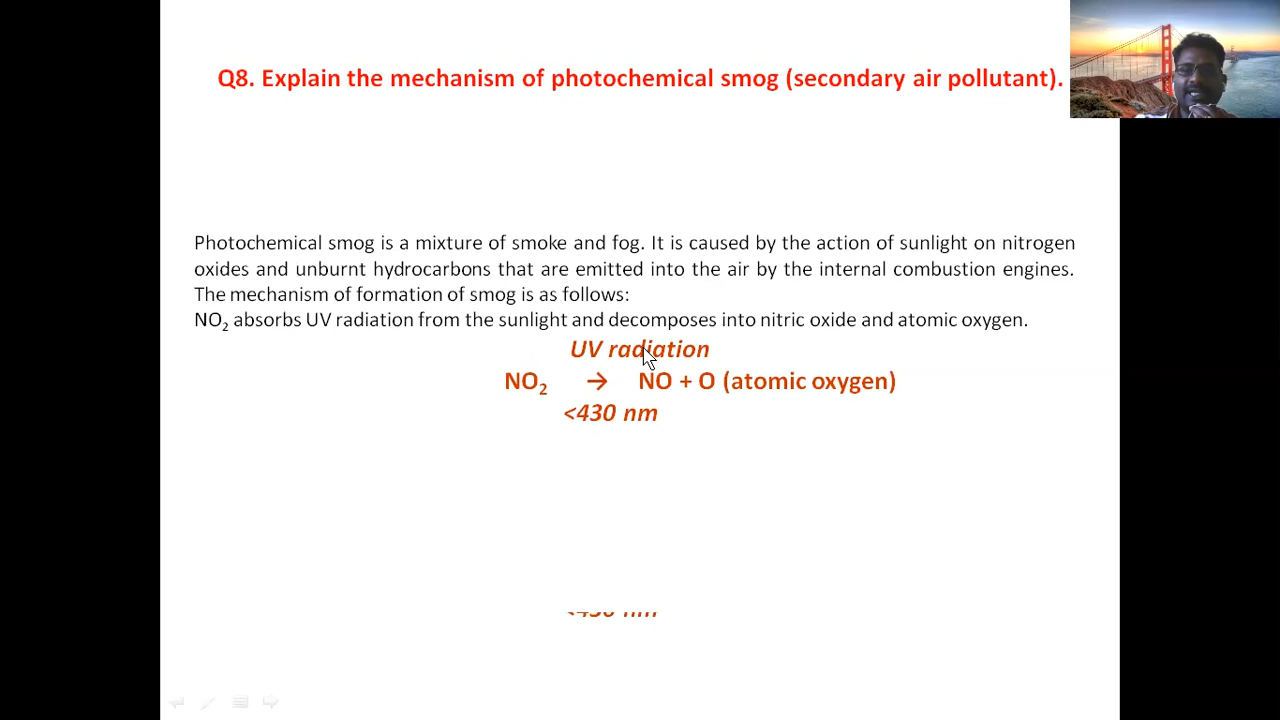 Q8. Explain the mechanism of photochemical smog (secondary air pollutant).
Photochemical smog is a mixture of smoke and fog. It is caused by the action of sunlight on nitrogen
oxides and unburnt hydrocarbons that are emitted into the air by the internal combustion engines.
The mechanism of formation of smog is as follows:
NO₂ absorbs UV radiation from the sunlight and decomposes into nitric oxide and atomic oxygen.
UV radiation
NO₂ → NO + O (atomic oxygen)
<430 nm